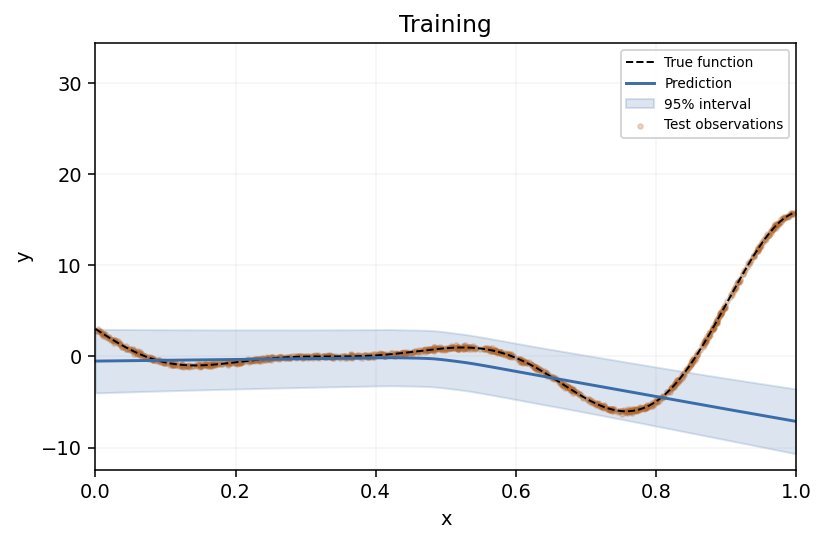 Training
True function
Prediction
95% interval
Test observations
30
20
10
0
−10
y
0.0 0.2 0.4 0.6 0.8 1.0
x